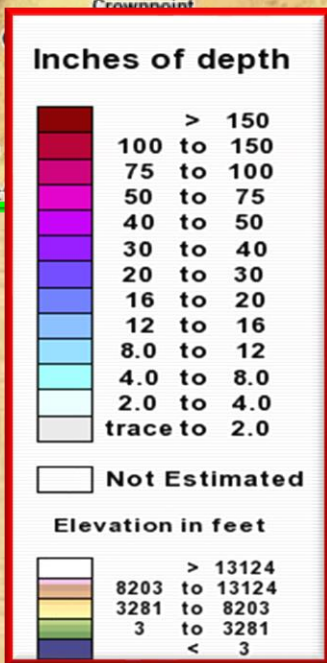 Crownpoint
Inches of depth
> 150
100 to 150
75 to 100
50 to 75
40 to 50
30 to 40
20 to 30
16 to 20
12 to 16
8.0 to 12
4.0 to 8.0
2.0 to 4.0
trace to 2.0
Not Estimated
Elevation in feet
> 13124
8203 to 13124
3281 to 8203
3 to 3281
< 3